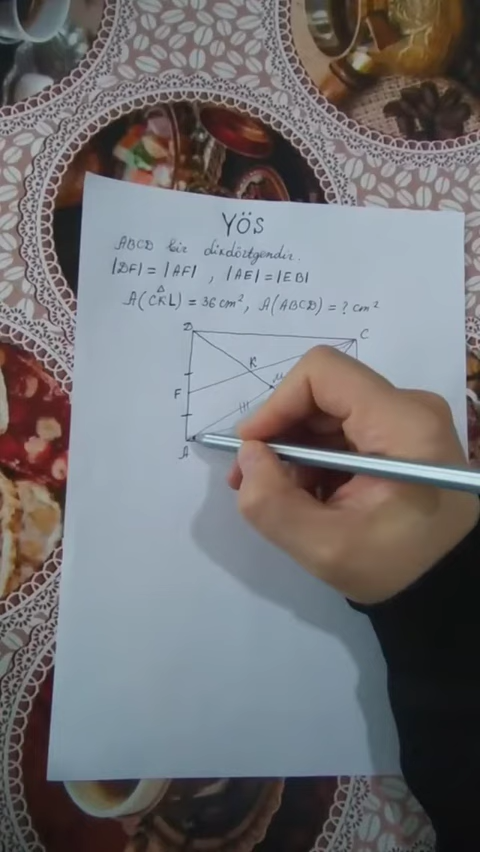 YÖS
ABCD bir dikdörtgendir.
|DF| = |AF| , |AE| = |EB|
A(CKL) = 36 cm², A(ABCD) = ? cm²
D
C
K
M
F
A